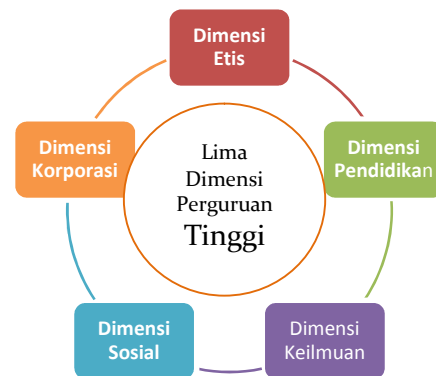 Dimensi
Etis
Dimensi
Pendidikan
Dimensi
Keilmuan
Dimensi
Sosial
Dimensi
Korporasi
Lima
Dimensi
Perguruan
Tinggi